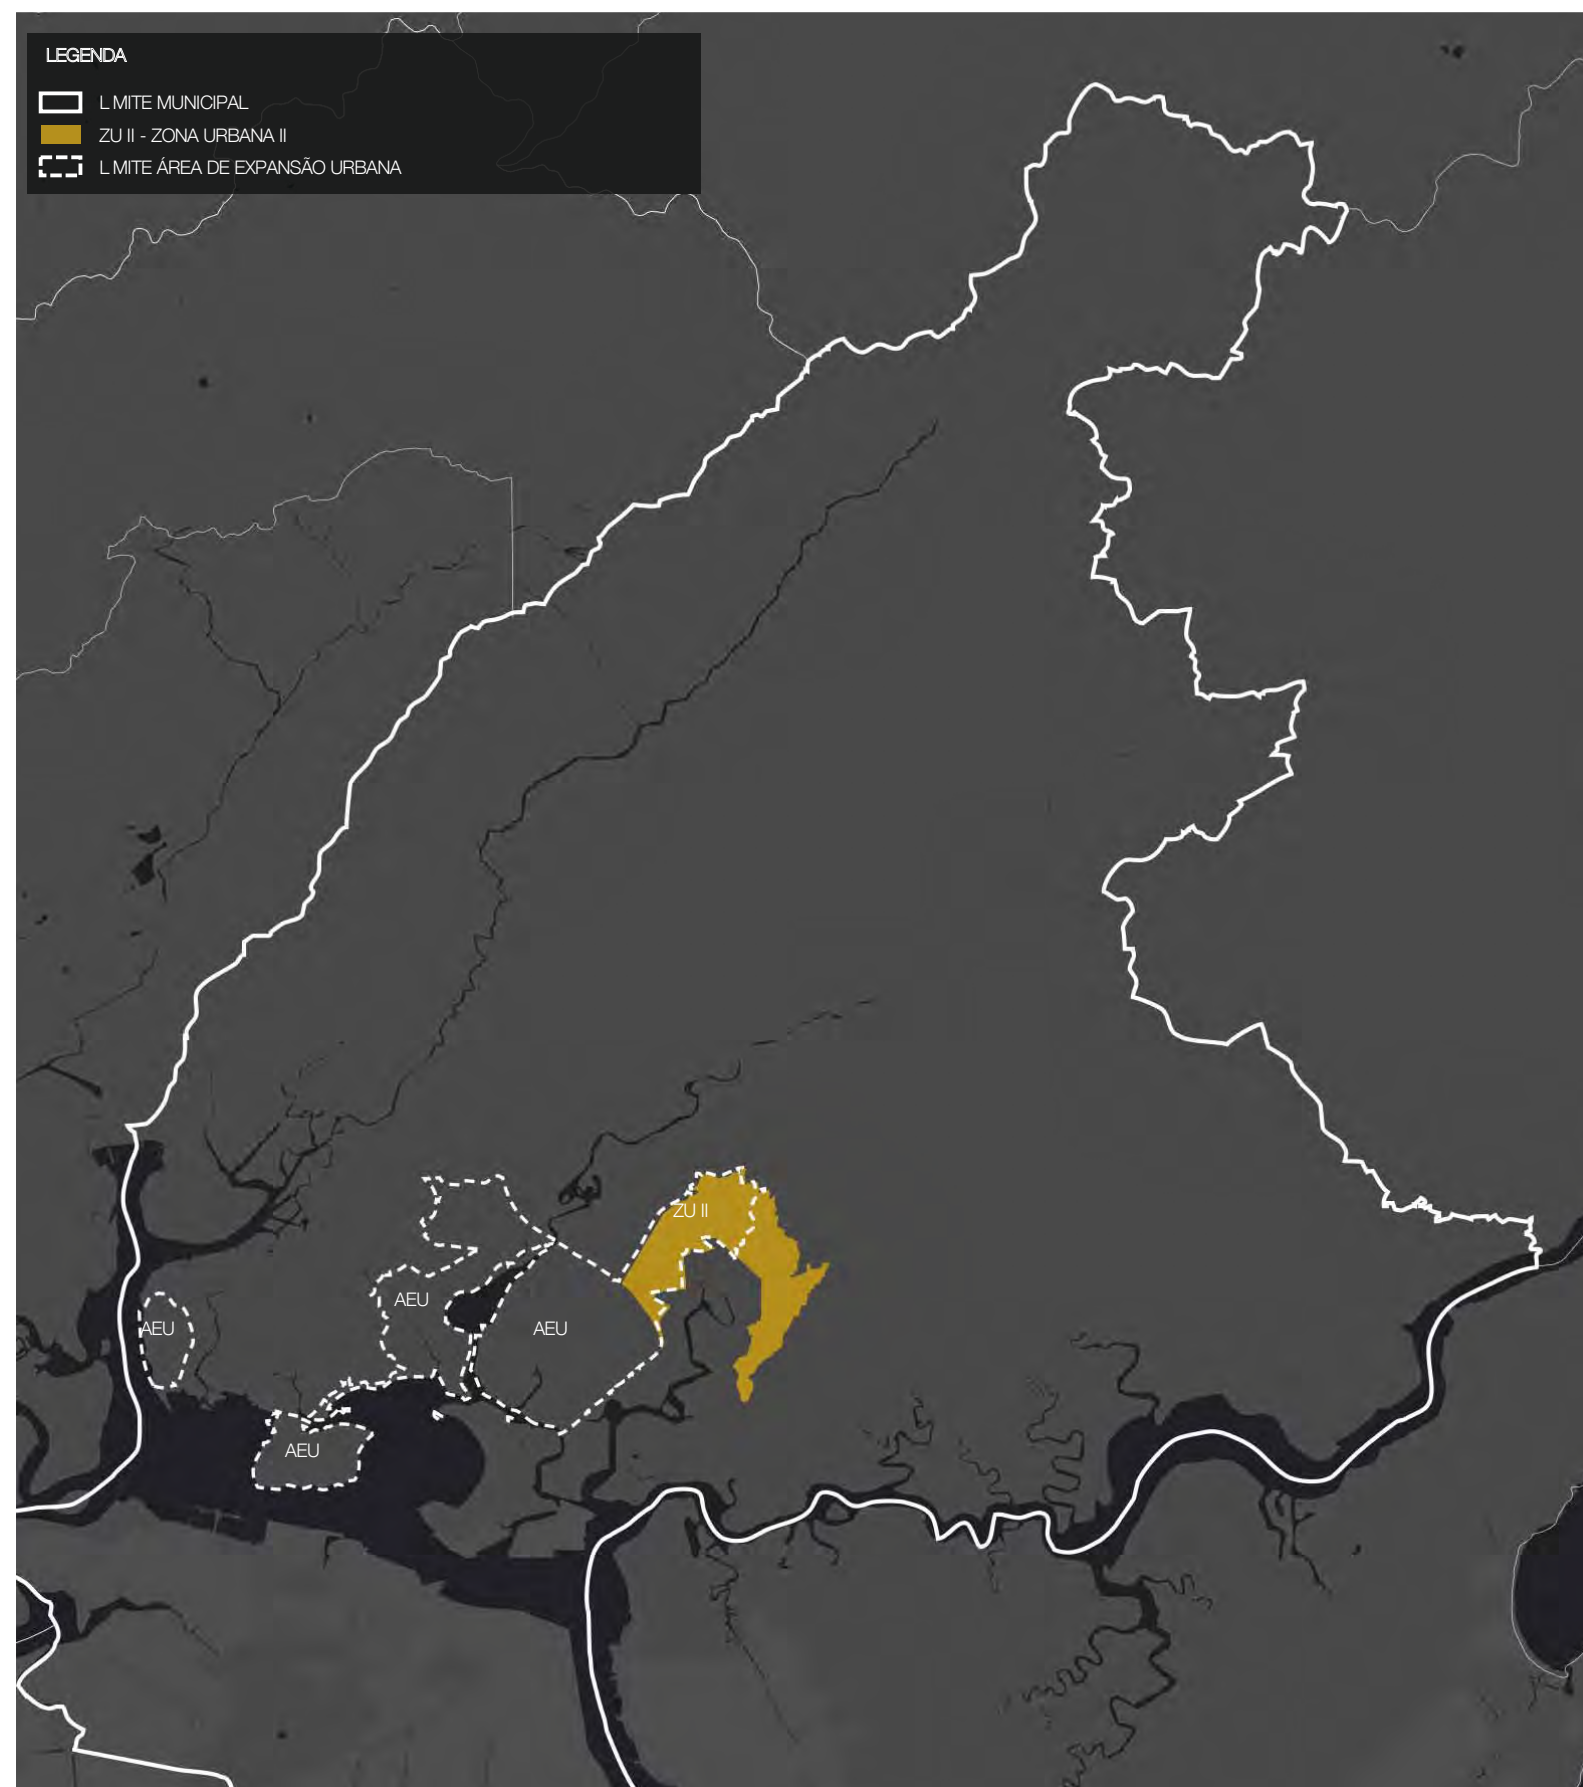 LEGENDA
L MITE MUNICIPAL
ZU II - ZONA URBANA II
L MITE ÁREA DE EXPANSÃO URBANA
ZU II
AEU
AEU
AEU
AEU